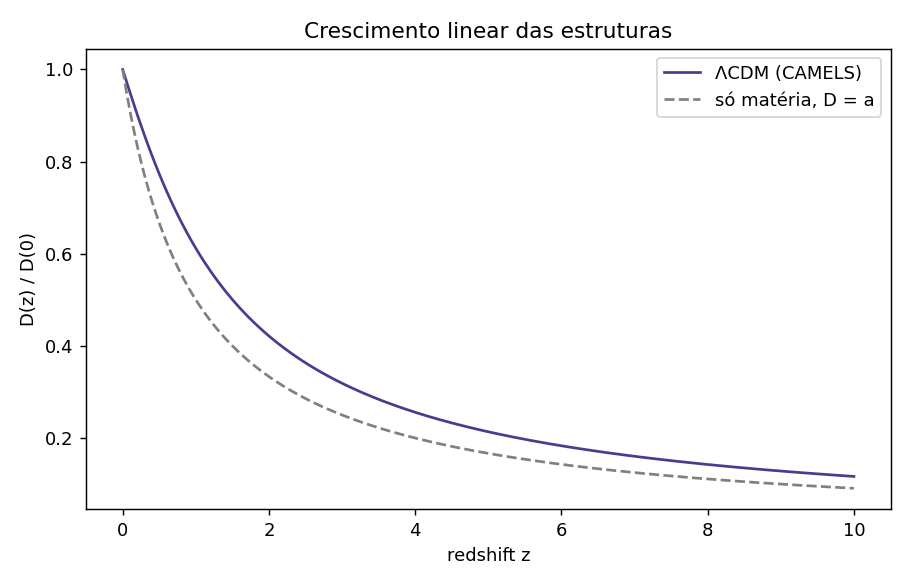 Crescimento linear das estruturas
ΛCDM (CAMELS)
só matéria, D = a
D(z) / D(0)
1.0
0.8
0.6
0.4
0.2
0 2 4 6 8 10
redshift z